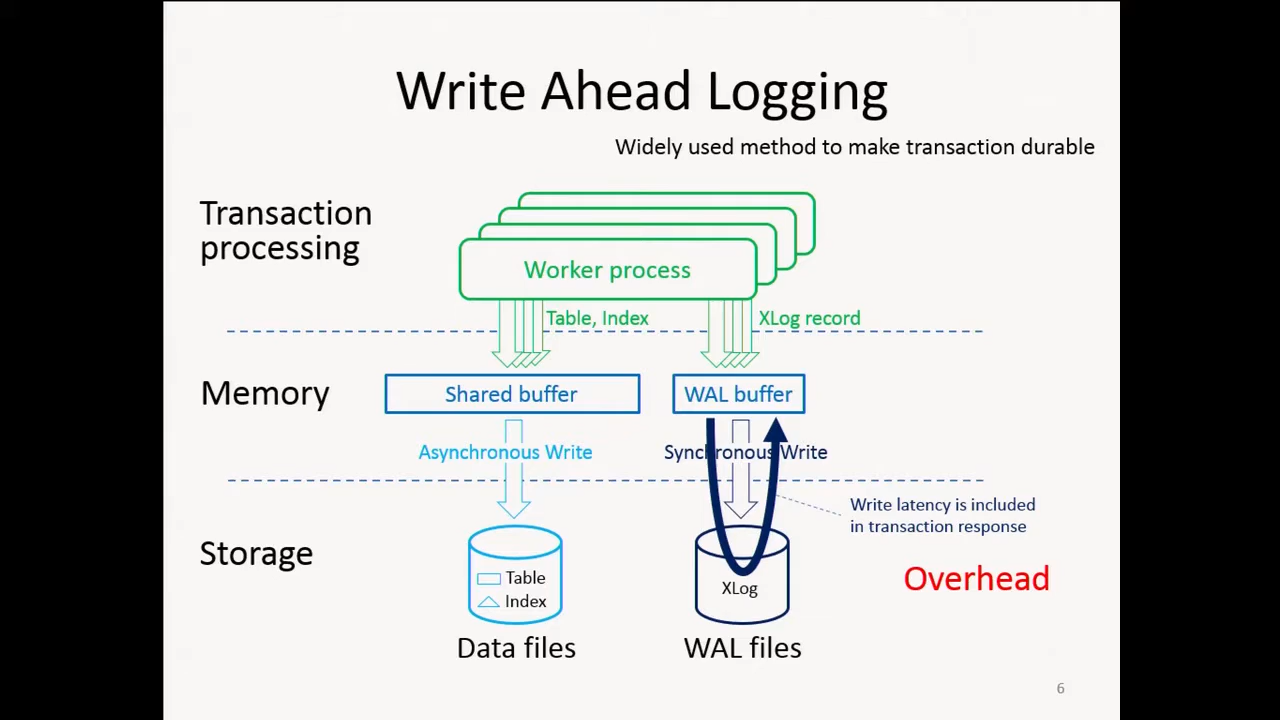 Write Ahead Logging
Widely used method to make transaction durable
Transaction
processing
Worker process
Table, Index
XLog record
Memory
Shared buffer
WAL buffer
Asynchronous Write
Synchronous Write
Write latency is included
in transaction response
Storage
Table
Index
XLog
Overhead
Data files
WAL files
6